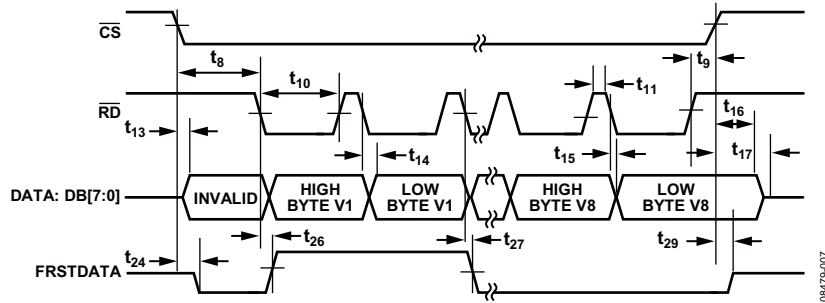 CS
t8
t9
t10
t11
RD
t16
t13
t14
t15
t17
DATA: DB[7:0]
INVALID
HIGH BYTE V1
LOW BYTE V1
HIGH BYTE V8
LOW BYTE V8
t24
t26
t27
t29
FRSTDATA
08479-007